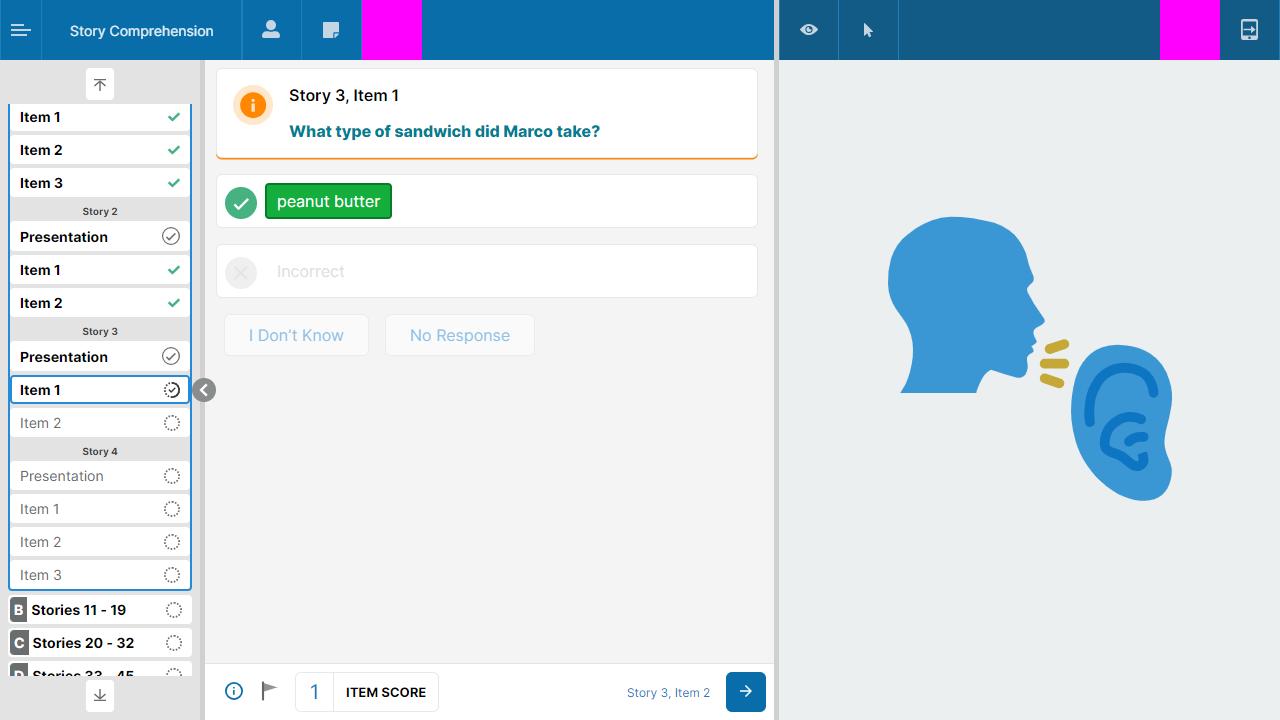 Story Comprehension
Item 1
Item 2
Item 3
Story 2
Presentation
Item 1
Item 2
Story 3
Presentation
Item 1
Item 2
Story 4
Presentation
Item 1
Item 2
Item 3
B Stories 11 - 19
C Stories 20 - 32
D Stories 33 - 45
Story 3, Item 1
What type of sandwich did Marco take?
peanut butter
Incorrect
I Don't Know
No Response
1 ITEM SCORE
Story 3, Item 2